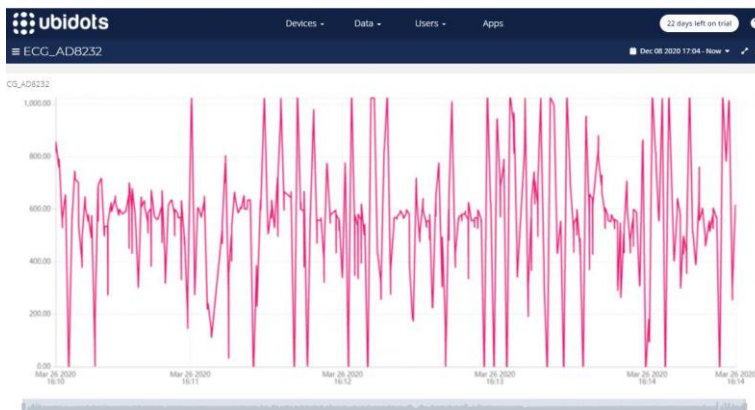 ubidots
Devices
Data
Users
Apps
22 days left on trial
ECG_AD8232
Dec 08 2020 17:04 - Now
CG_AD8232
1,000.00
800.00
600.00
400.00
200.00
0.00
Mar 26 2020
16:10
Mar 26 2020
16:11
Mar 26 2020
16:12
Mar 26 2020
16:13
Mar 26 2020
16:14
Mar 26 2020
16:14